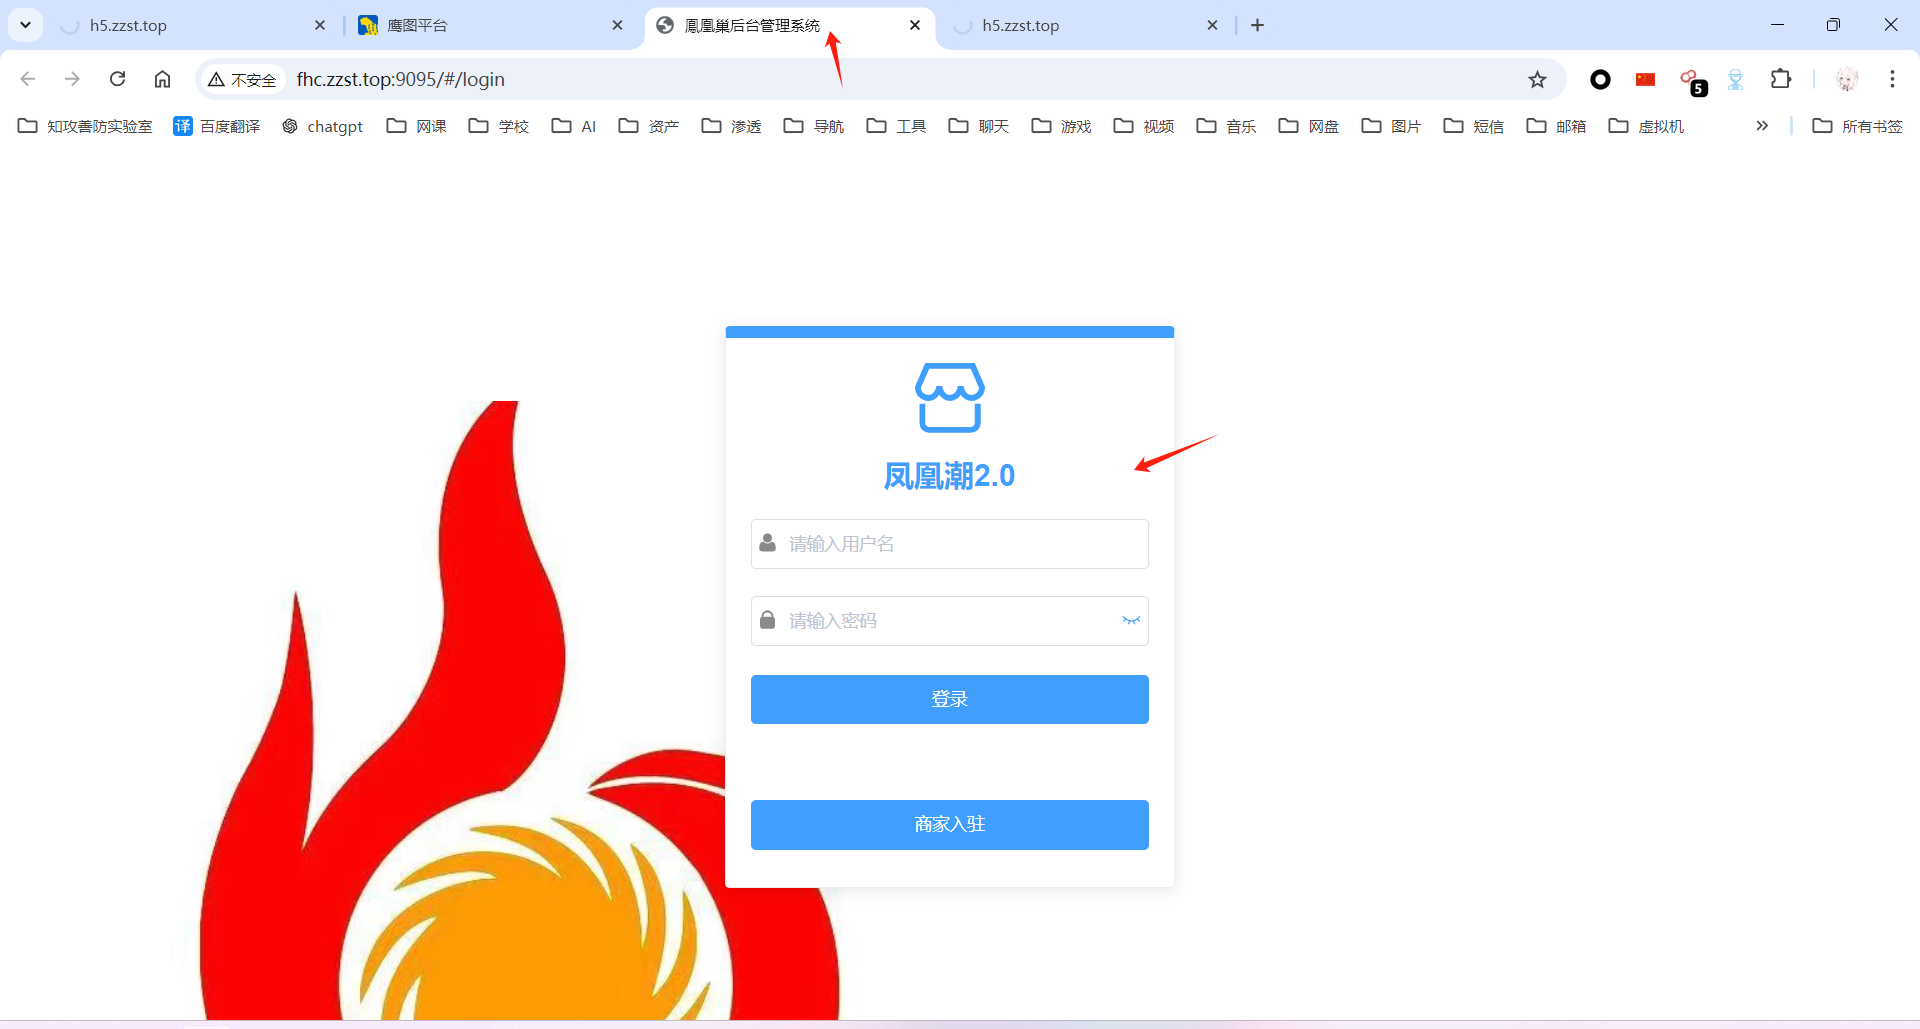 h5.zzst.top
鹰图平台
鳯凰巢后台管理系统
h5.zzst.top
不安全
fhc.zzst.top:9095/#/login
5
知攻善防实验室
译 百度翻译
chatgpt
网课
学校
AI
资产
渗透
导航
工具
聊天
游戏
视频
音乐
网盘
图片
短信
邮箱
虚拟机
所有书签
凤凰潮2.0
请输入用户名
请输入密码
登录
商家入驻